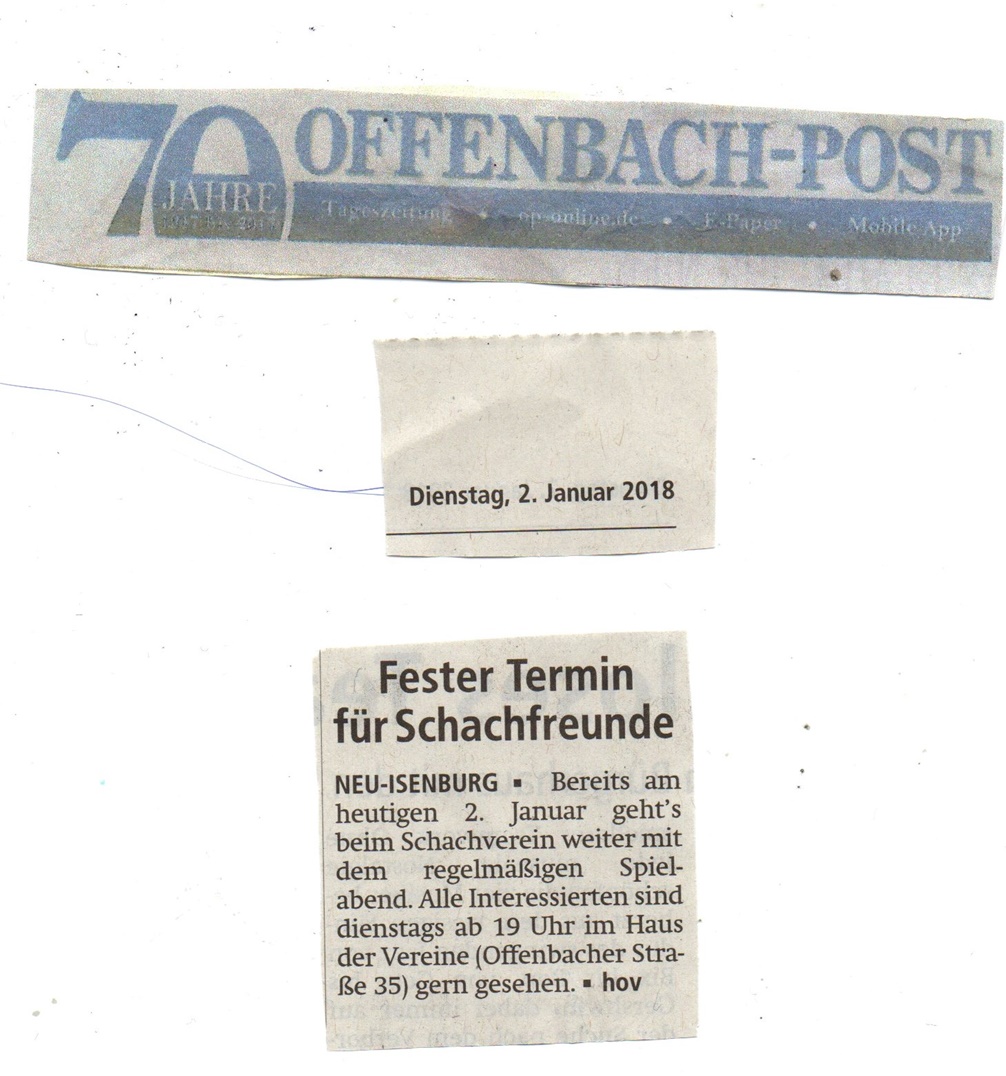 70 OFFENBACH-POST
JAHRE
Tageszeitung • op-online.de • E-Paper • Mobile App
Dienstag, 2. Januar 2018
Fester Termin
für Schachfreunde
NEU-ISENBURG ▪ Bereits am
heutigen 2. Januar geht's
beim Schachverein weiter mit
dem regelmäßigen Spiel-
abend. Alle Interessierten sind
dienstags ab 19 Uhr im Haus
der Vereine (Offenbacher Stra-
ße 35) gern gesehen. ▪ hov